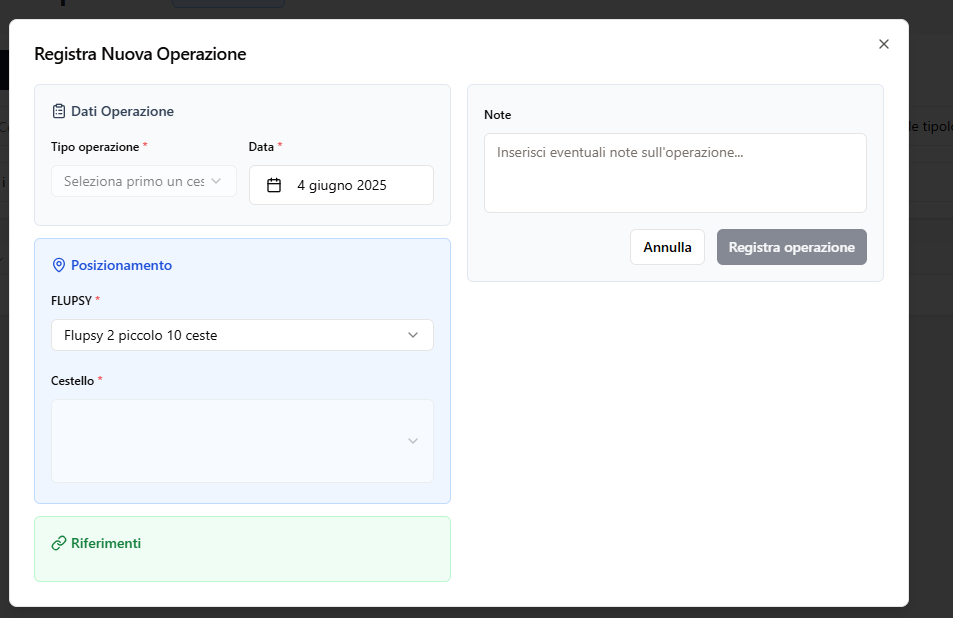 Registra Nuova Operazione
Dati Operazione
Tipo operazione *
Data *
Seleziona primo un ces
4 giugno 2025
Posizionamento
FLUPSY *
Flupsy 2 piccolo 10 ceste
Cestello *
Riferimenti
Note
Inserisci eventuali note sull'operazione...
Annulla
Registra operazione
le tipolo